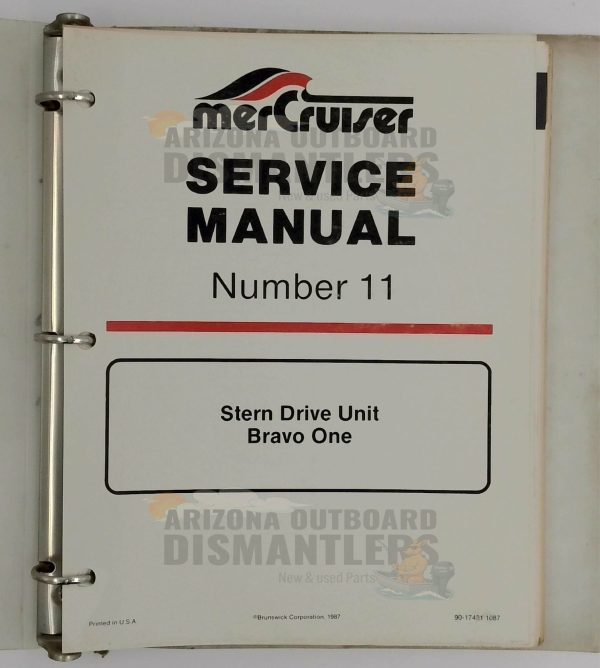 merCruiser
ARIZONA OUTBOARD
DISMANTLERS
New & used Parts
SERVICE
MANUAL
Number 11
Stern Drive Unit
Bravo One
ARIZONA OUTBOARD
DISMANTLERS
New & used Parts
Printed in U.S.A.
©Brunswick Corporation, 1987
90-17431 1087